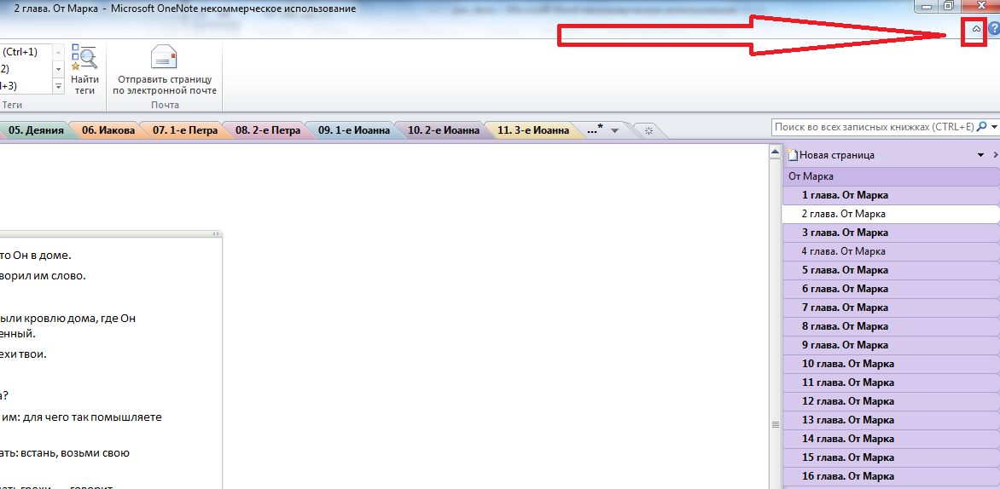 2 глава. От Марка - Microsoft OneNote некоммерческое использование
?
(Ctrl+1)
2)
l+3)
Найти
теги
Отправить страницу
по электронной почте
Теги
Почта
05. Деяния
06. Иакова
07. 1-е Петра
08. 2-е Петра
09. 1-е Иоанна
10. 2-е Иоанна
11. 3-е Иоанна
...*
Поиск во всех записных книжках (CTRL+E)
Новая страница
От Марка
1 глава. От Марка
2 глава. От Марка
3 глава. От Марка
4 глава. От Марка
5 глава. От Марка
6 глава. От Марка
7 глава. От Марка
8 глава. От Марка
9 глава. От Марка
10 глава. От Марка
11 глава. От Марка
12 глава. От Марка
13 глава. От Марка
14 глава. От Марка
15 глава. От Марка
16 глава. От Марка
то Он в доме.
ворил им слово.
ыли кровлю дома, где Он
енный.
ехи твои.
а?
им: для чего так помышляете
ать: встань, возьми свою